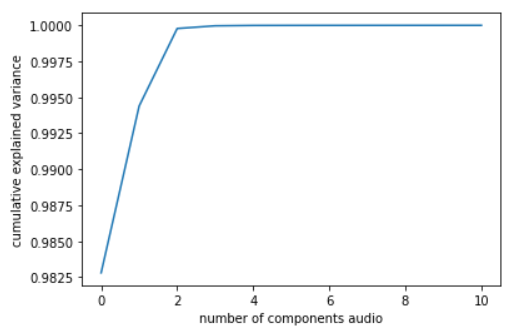 cumulative explained variance
1.0000
0.9975
0.9950
0.9925
0.9900
0.9875
0.9850
0.9825
0 2 4 6 8 10
number of components audio